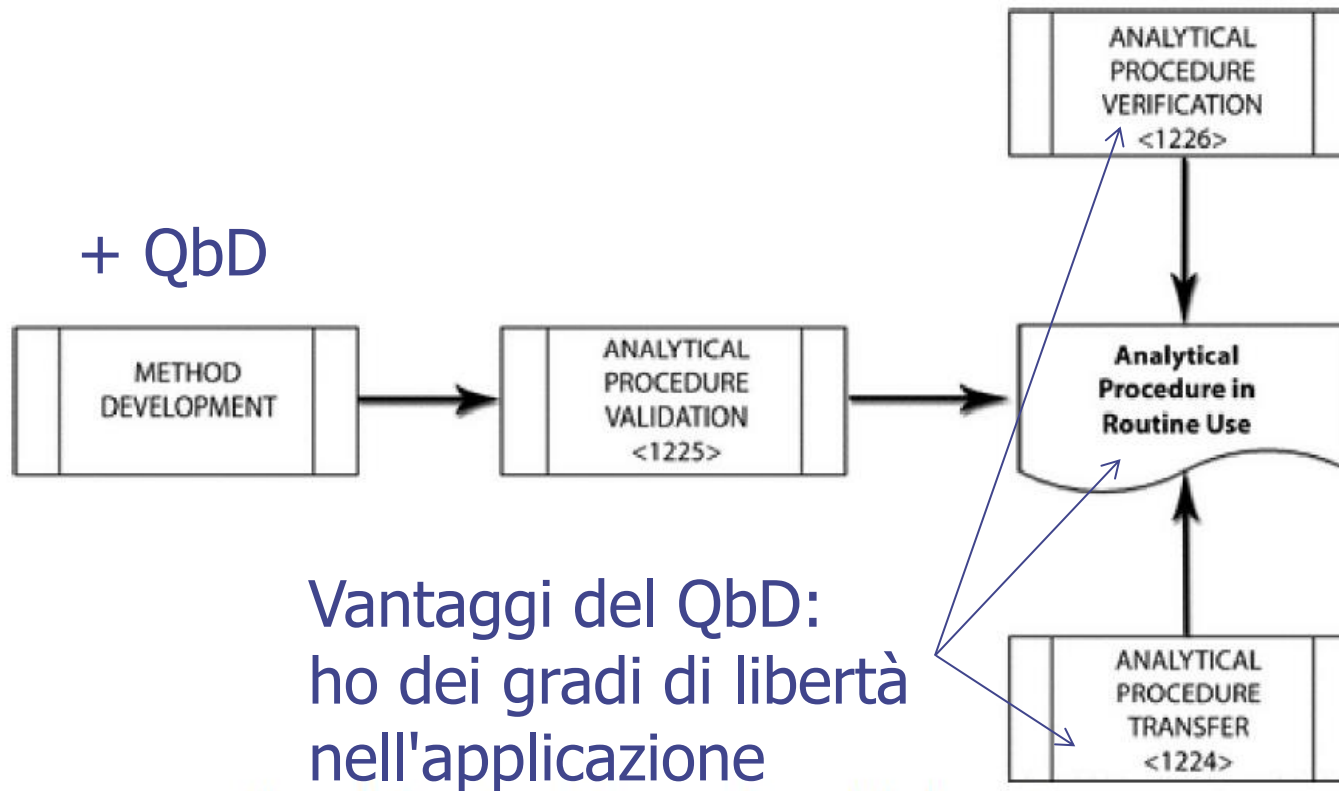 ANALYTICAL
PROCEDURE
VERIFICATION
<1226>
+ QbD
METHOD
DEVELOPMENT
ANALYTICAL
PROCEDURE
VALIDATION
<1225>
Analytical
Procedure in
Routine Use
Vantaggi del QbD:
ho dei gradi di libertà
nell'applicazione
ANALYTICAL
PROCEDURE
TRANSFER
<1224>